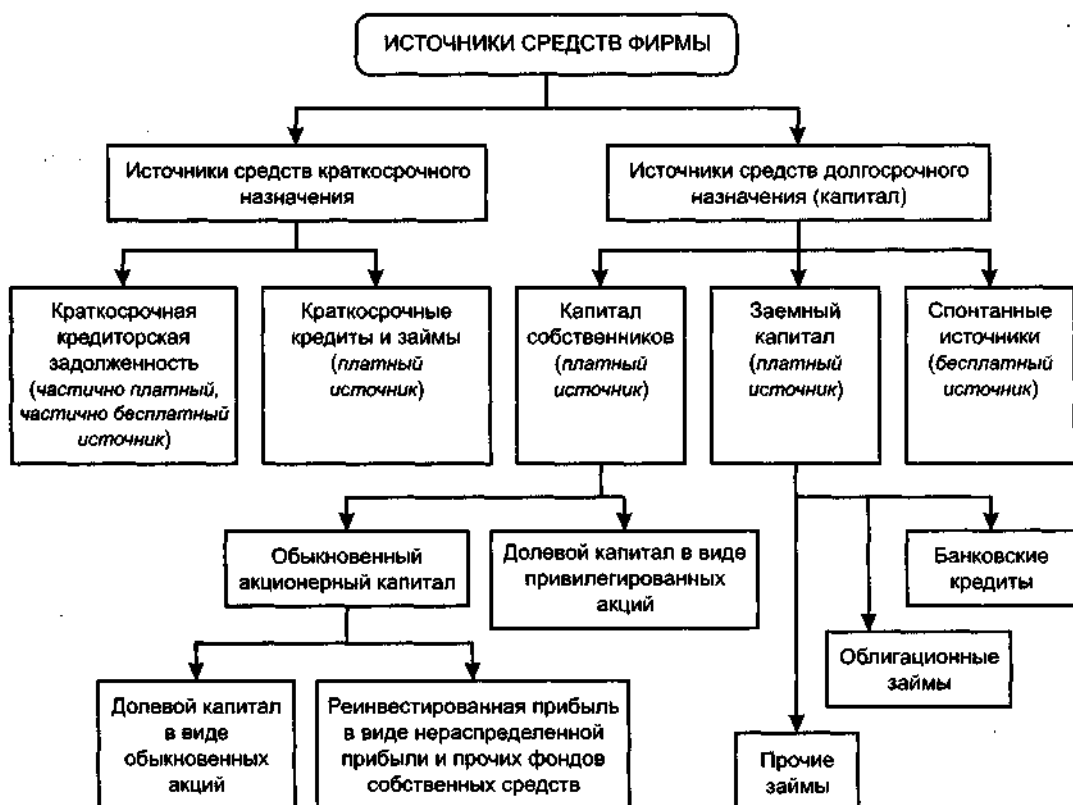 ИСТОЧНИКИ СРЕДСТВ ФИРМЫ
Источники средств краткосрочного
назначения
Источники средств долгосрочного
назначения (капитал)
Краткосрочная
кредиторская
задолженность
(частично платный,
частично бесплатный
источник)
Краткосрочные
кредиты и займы
(платный
источник)
Капитал
собственников
(платный
источник)
Заемный
капитал
(платный
источник)
Спонтанные
источники
(бесплатный
источник)
Обыкновенный
акционерный капитал
Долевой капитал в виде
привилегированных
акций
Банковские
кредиты
Облигационные
займы
Долевой капитал
в виде
обыкновенных
акций
Реинвестированная прибыль
в виде нераспределенной
прибыли и прочих фондов
собственных средств
Прочие
займы